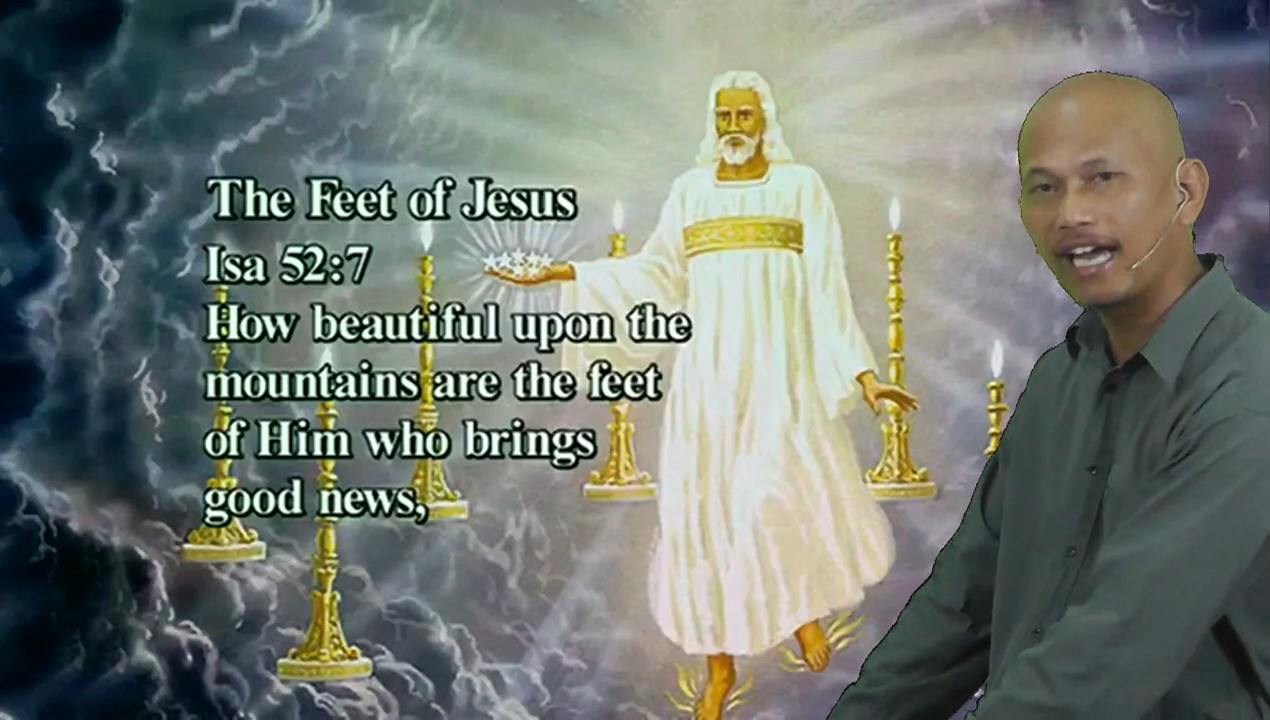 The Feet of Jesus
Isa 52:7
How beautiful upon the
mountains are the feet
of Him who brings
good news,